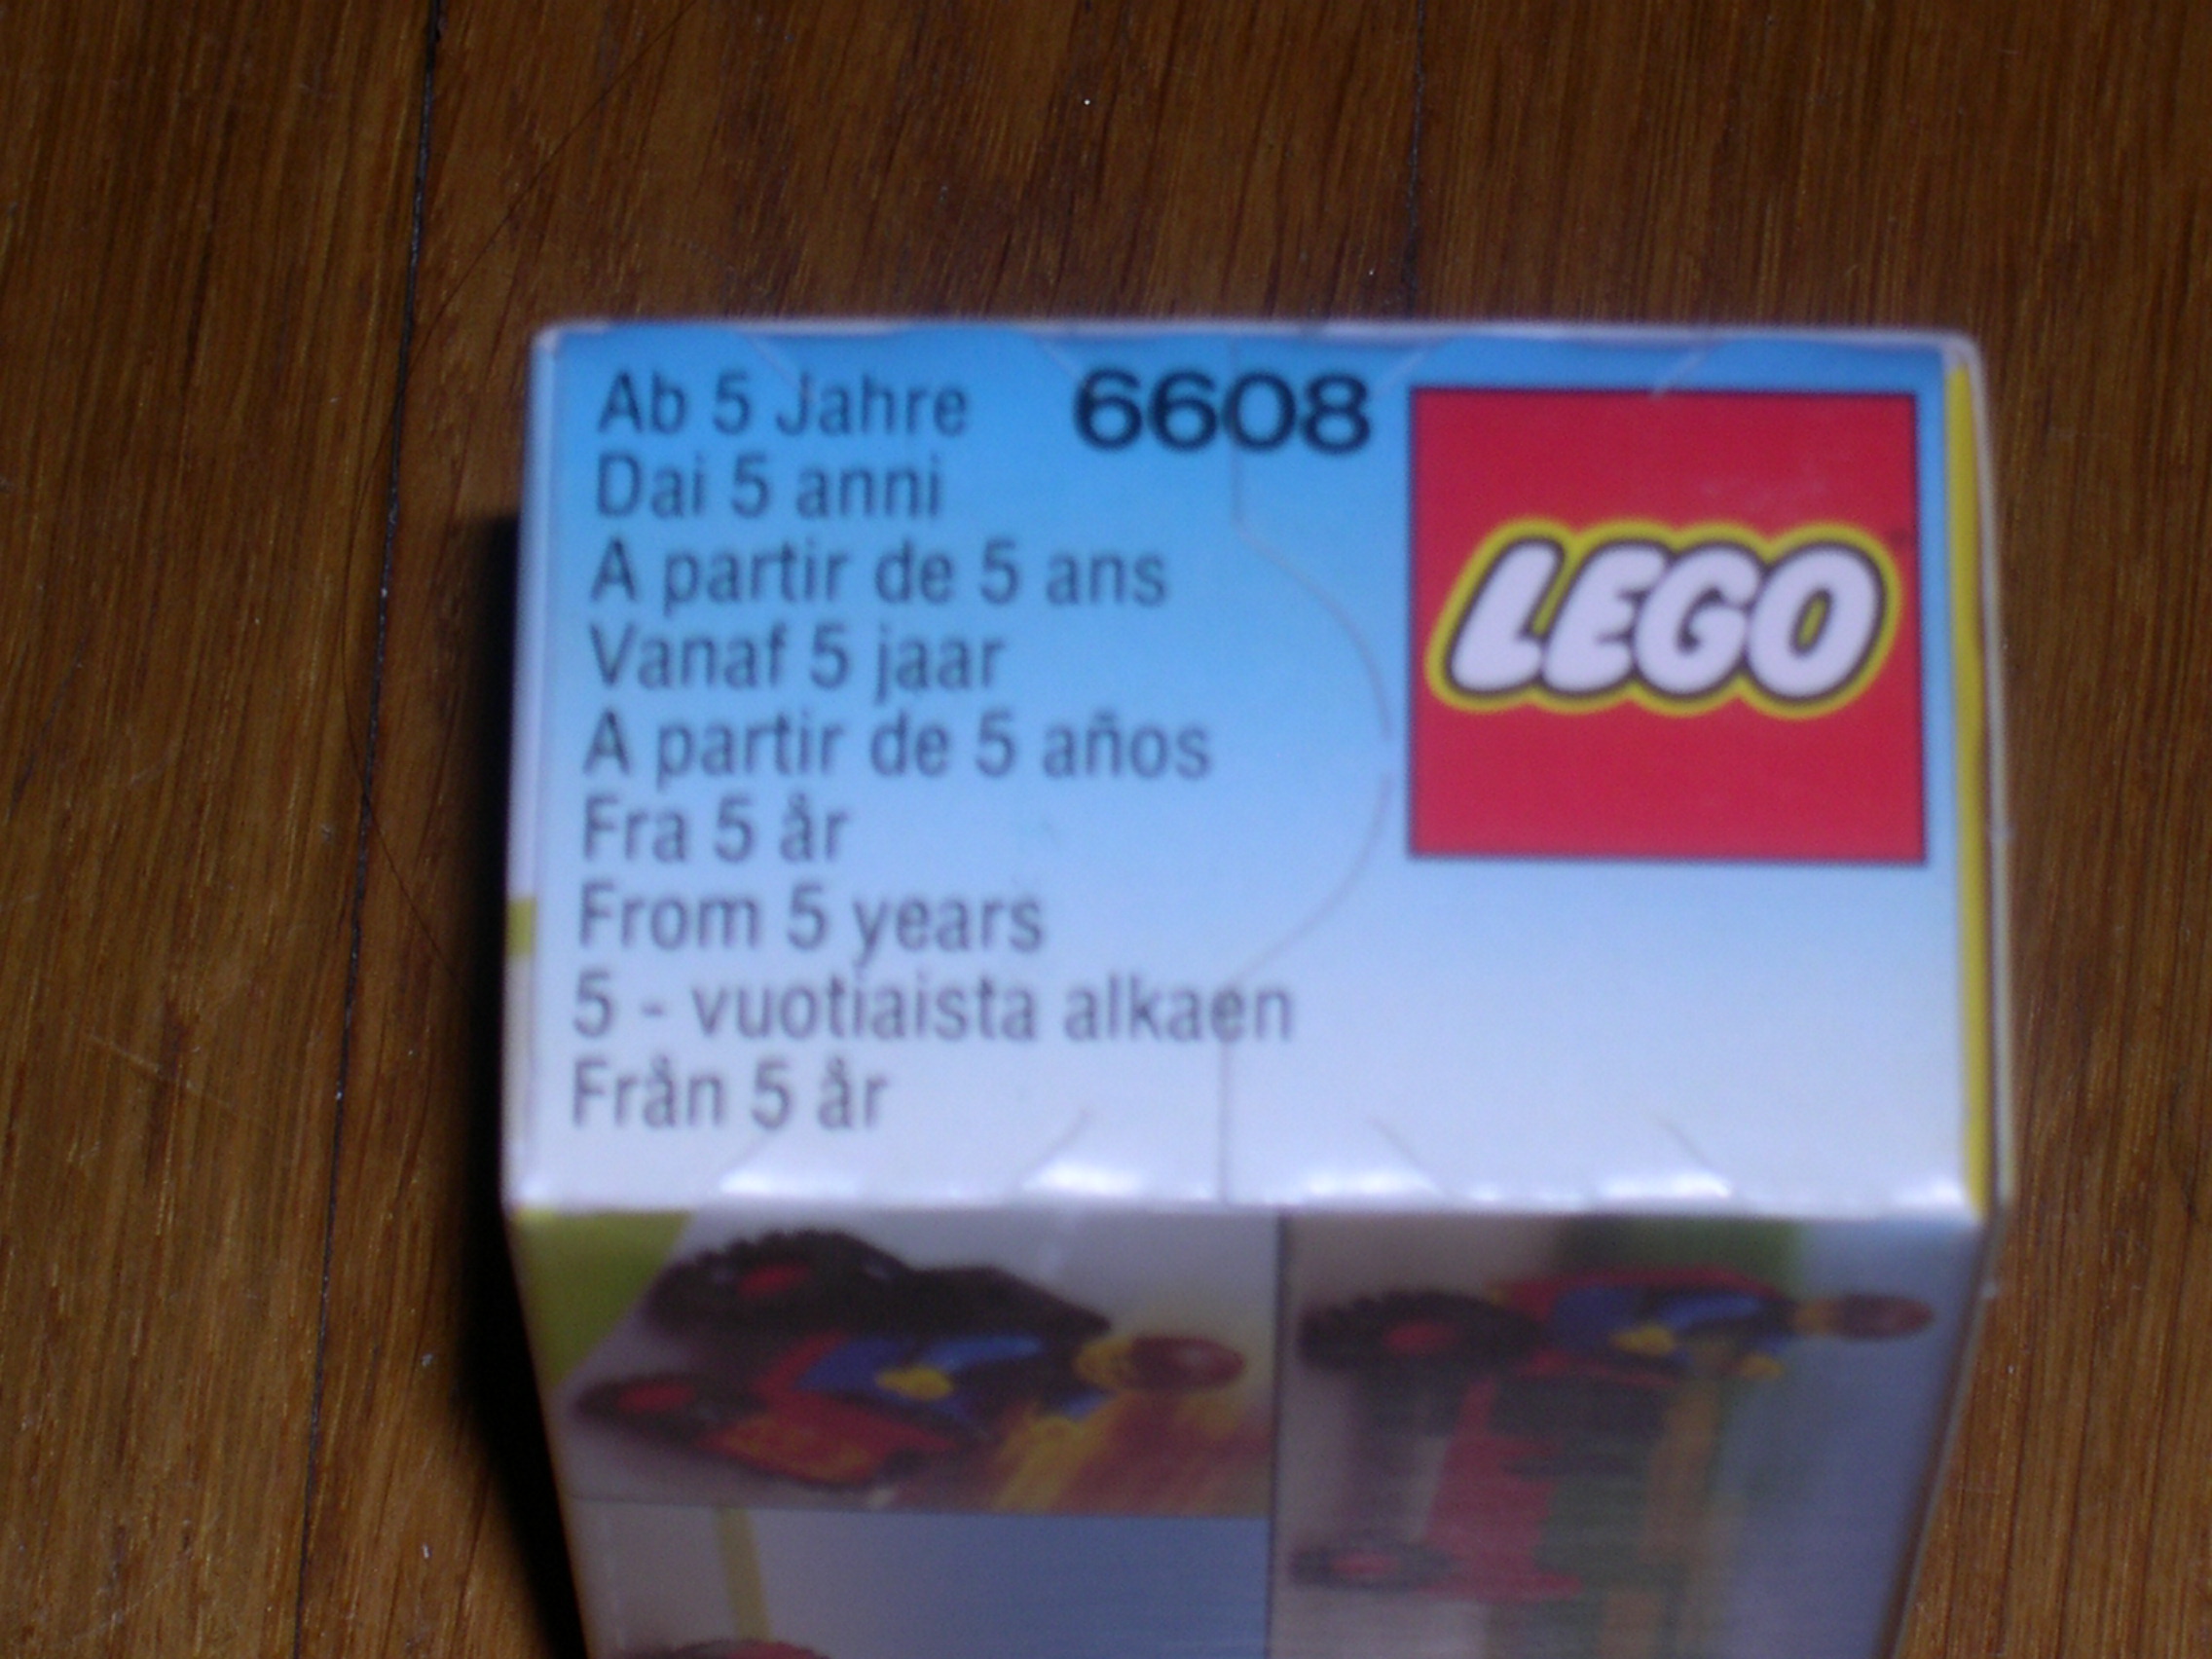 Ab 5 Jahre
6608
Dai 5 anni
A partir de 5 ans
Vanaf 5 jaar
A partir de 5 años
Fra 5 år
From 5 years
5 - vuotiaista alkaen
Från 5 år
LEGO